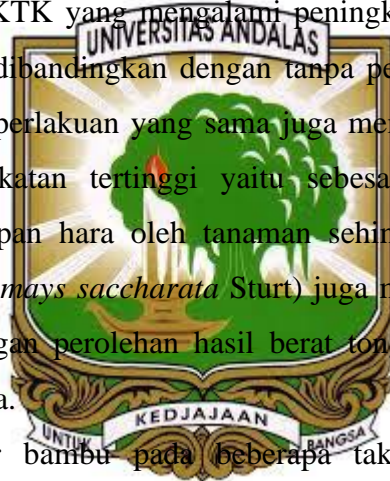 KTK yang mengalami peningk
UNIVERSITAS ANDALAS
dibandingkan dengan tanpa pe
perlakuan yang sama juga mer
katan tertinggi yaitu sebesa
pan hara oleh tanaman sehin
mays saccharata Sturt) juga m
gan perolehan hasil berat ton
a.
KEDJAJAAN
UNTUK BANGSA
r bambu pada beberapa tak